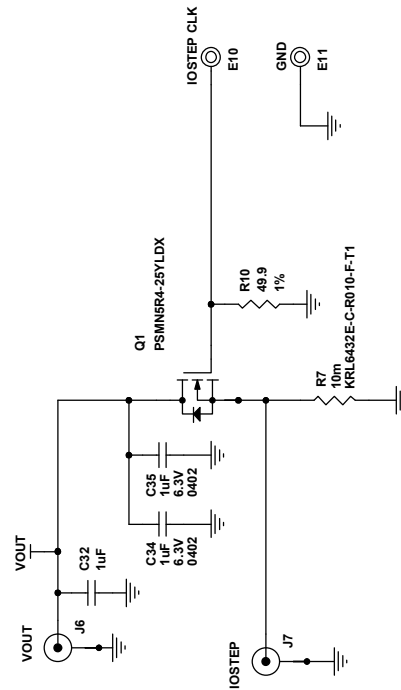 VOUT
J6
VOUT
C32
1uF
C34
1uF
6.3V
0402
C35
1uF
6.3V
0402
Q1
PSMN5R4-25YLDX
IOSTEP CLK
E10
GND
E11
R10
49.9
1%
IOSTEP
J7
R7
10m
KRL6432E-C-R010-F-T1